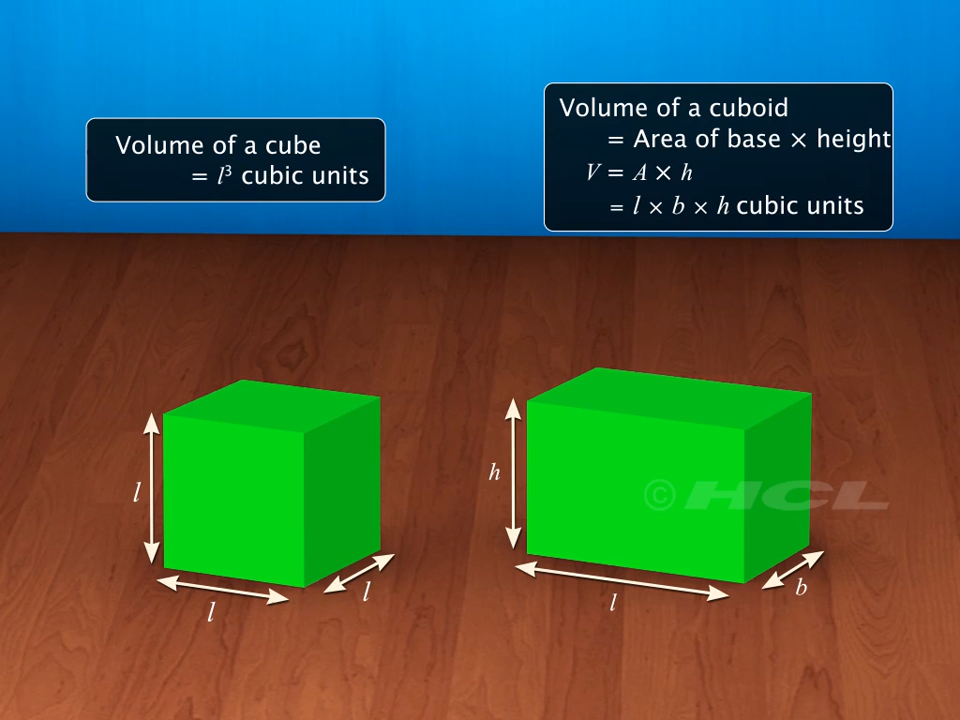 Volume of a cube
= l³ cubic units
Volume of a cuboid
= Area of base × height
V = A × h
= l × b × h cubic units
l
l
l
h
l
b
©HCL